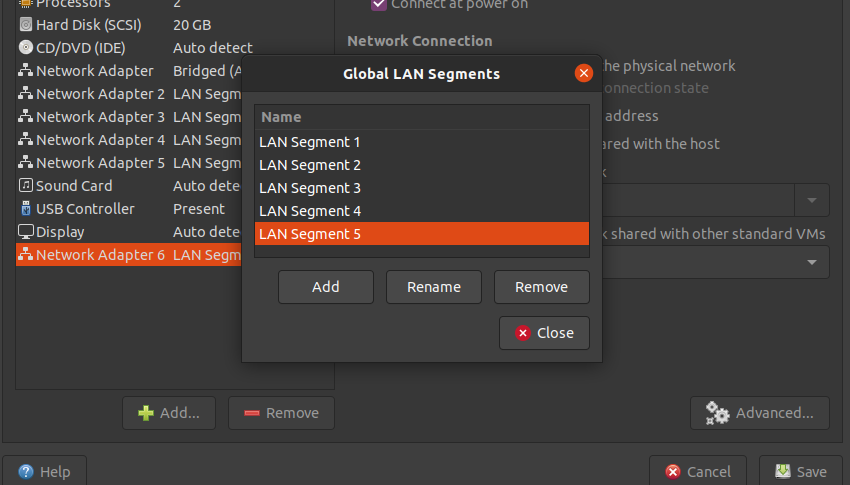 Processors 2
Connect at power on
Hard Disk (SCSI) 20 GB
Network Connection
CD/DVD (IDE) Auto detect
Network Adapter Bridged (A
the physical network
Network Adapter 2 LAN Segm
onnection state
Network Adapter 3 LAN Segm
address
Network Adapter 4 LAN Segm
ared with the host
Network Adapter 5 LAN Segm
k
Sound Card Auto dete
USB Controller Present
Display Auto dete
k shared with other standard VMs
Network Adapter 6 LAN Segm
Global LAN Segments
Name
LAN Segment 1
LAN Segment 2
LAN Segment 3
LAN Segment 4
LAN Segment 5
Add Rename Remove
Close
Add... Remove
Advanced...
Help
Cancel Save